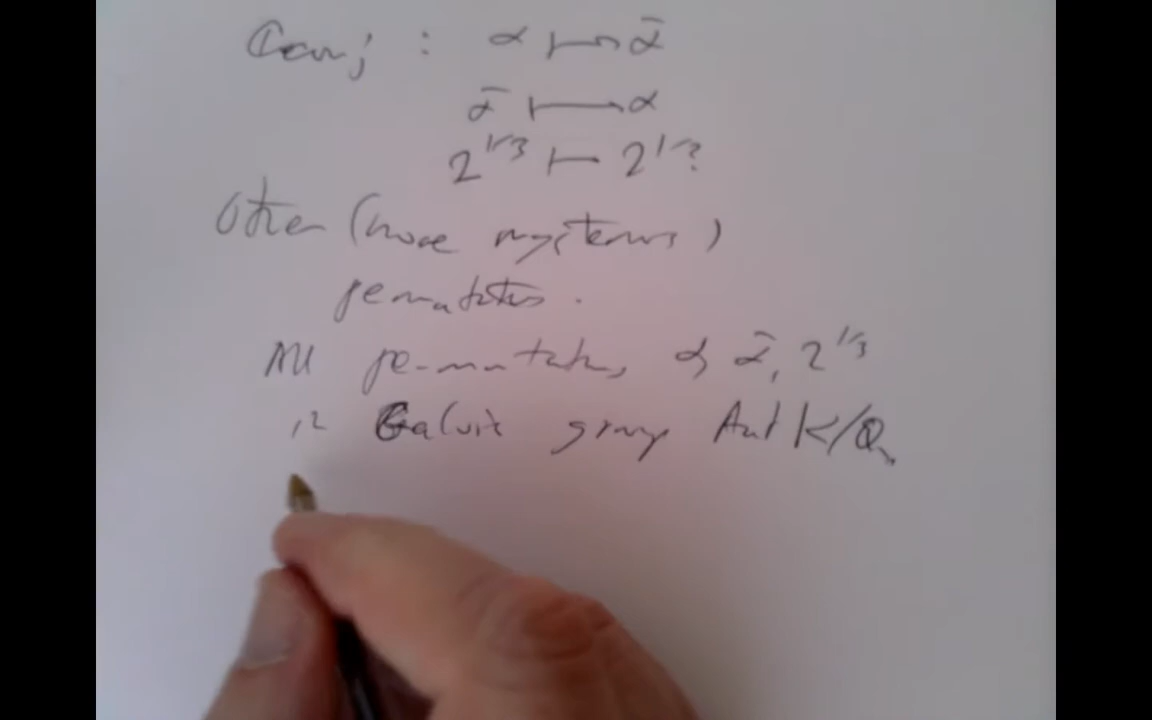 Conj : α ↦ ᾱ
ᾱ ↦ α
2^{1/3} ↦ 2^{1/3}
Other (more mysterious)
permutations.
All permutations α, ᾱ, 2^{1/3}
in Galois group Aut K/Q.